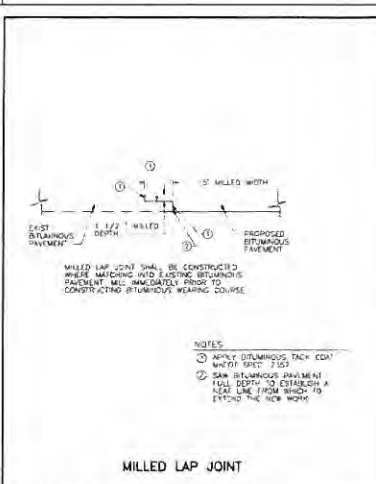 ① 
5' MILLED WIDTH
①
①
②
EXIST
BITUMINOUS
PAVEMENT
1 1/2" MILLED
DEPTH
PROPOSED
BITUMINOUS
PAVEMENT
MILLED LAP JOINT SHALL BE CONSTRUCTED
WHERE MATCHING INTO EXISTING BITUMINOUS
PAVEMENT. MILL IMMEDIATELY PRIOR TO
CONSTRUCTING BITUMINOUS WEARING COURSE
NOTES
① APPLY BITUMINOUS TACK COAT
MNDOT SPEC. 2357
② SAW BITUMINOUS PAVEMENT
FULL DEPTH TO ESTABLISH A
NEAT LINE FROM WHICH TO
EXTEND THE NEW WORK
MILLED LAP JOINT